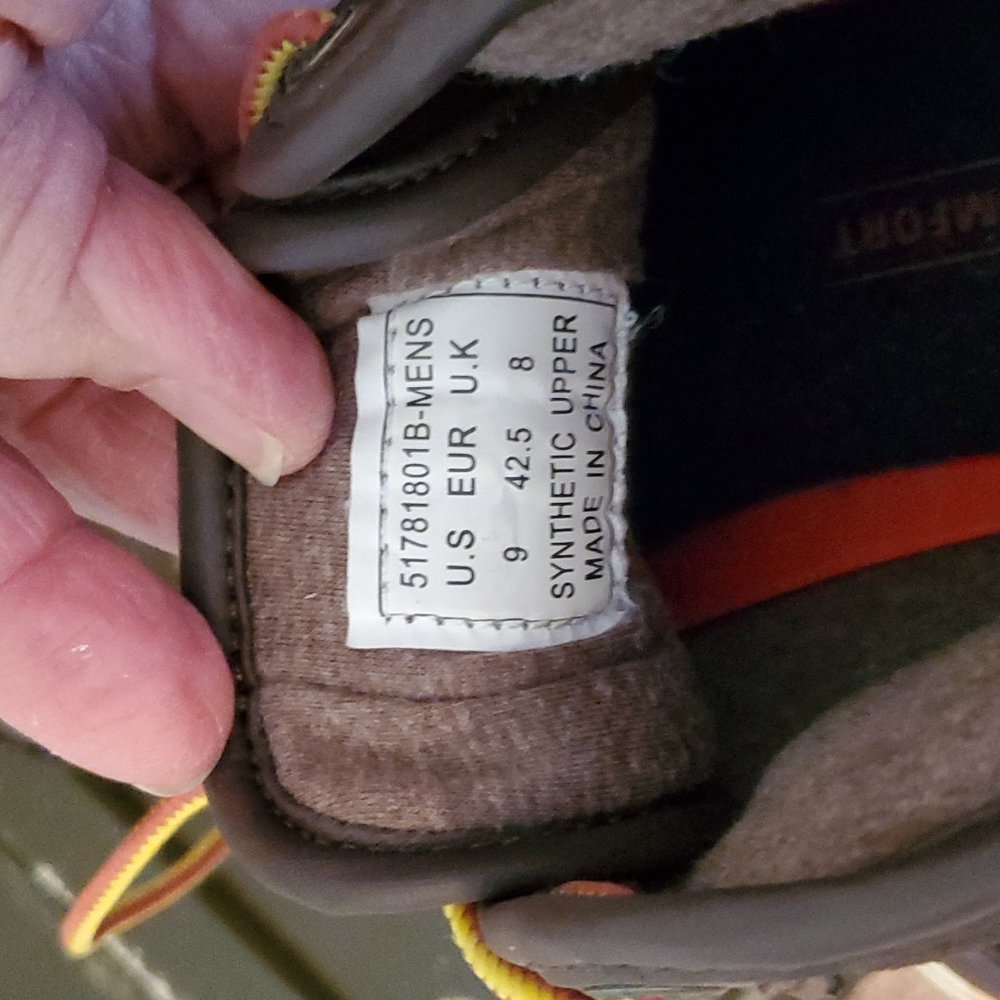 51781801B-MENS
U.S EUR U.K
9 42.5 8
SYNTHETIC UPPER
MADE IN CHINA